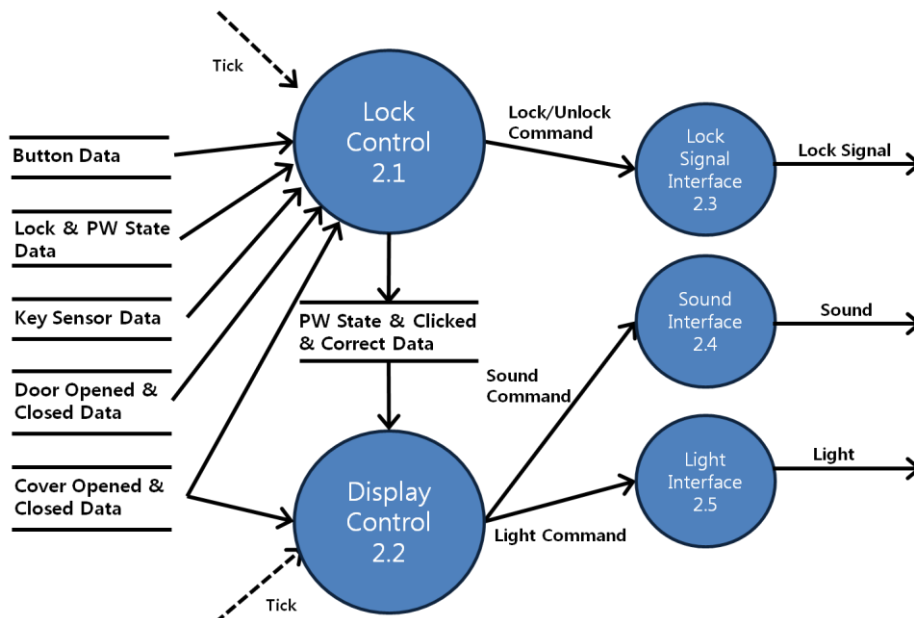 Tick
Lock
Control
2.1
Lock/Unlock
Command
Lock
Signal
Interface
2.3
Lock Signal
Button Data
Lock & PW State
Data
Key Sensor Data
Door Opened &
Closed Data
Cover Opened &
Closed Data
PW State & Clicked
& Correct Data
Sound
Command
Sound
Interface
2.4
Sound
Display
Control
2.2
Light Command
Light
Interface
2.5
Light
Tick